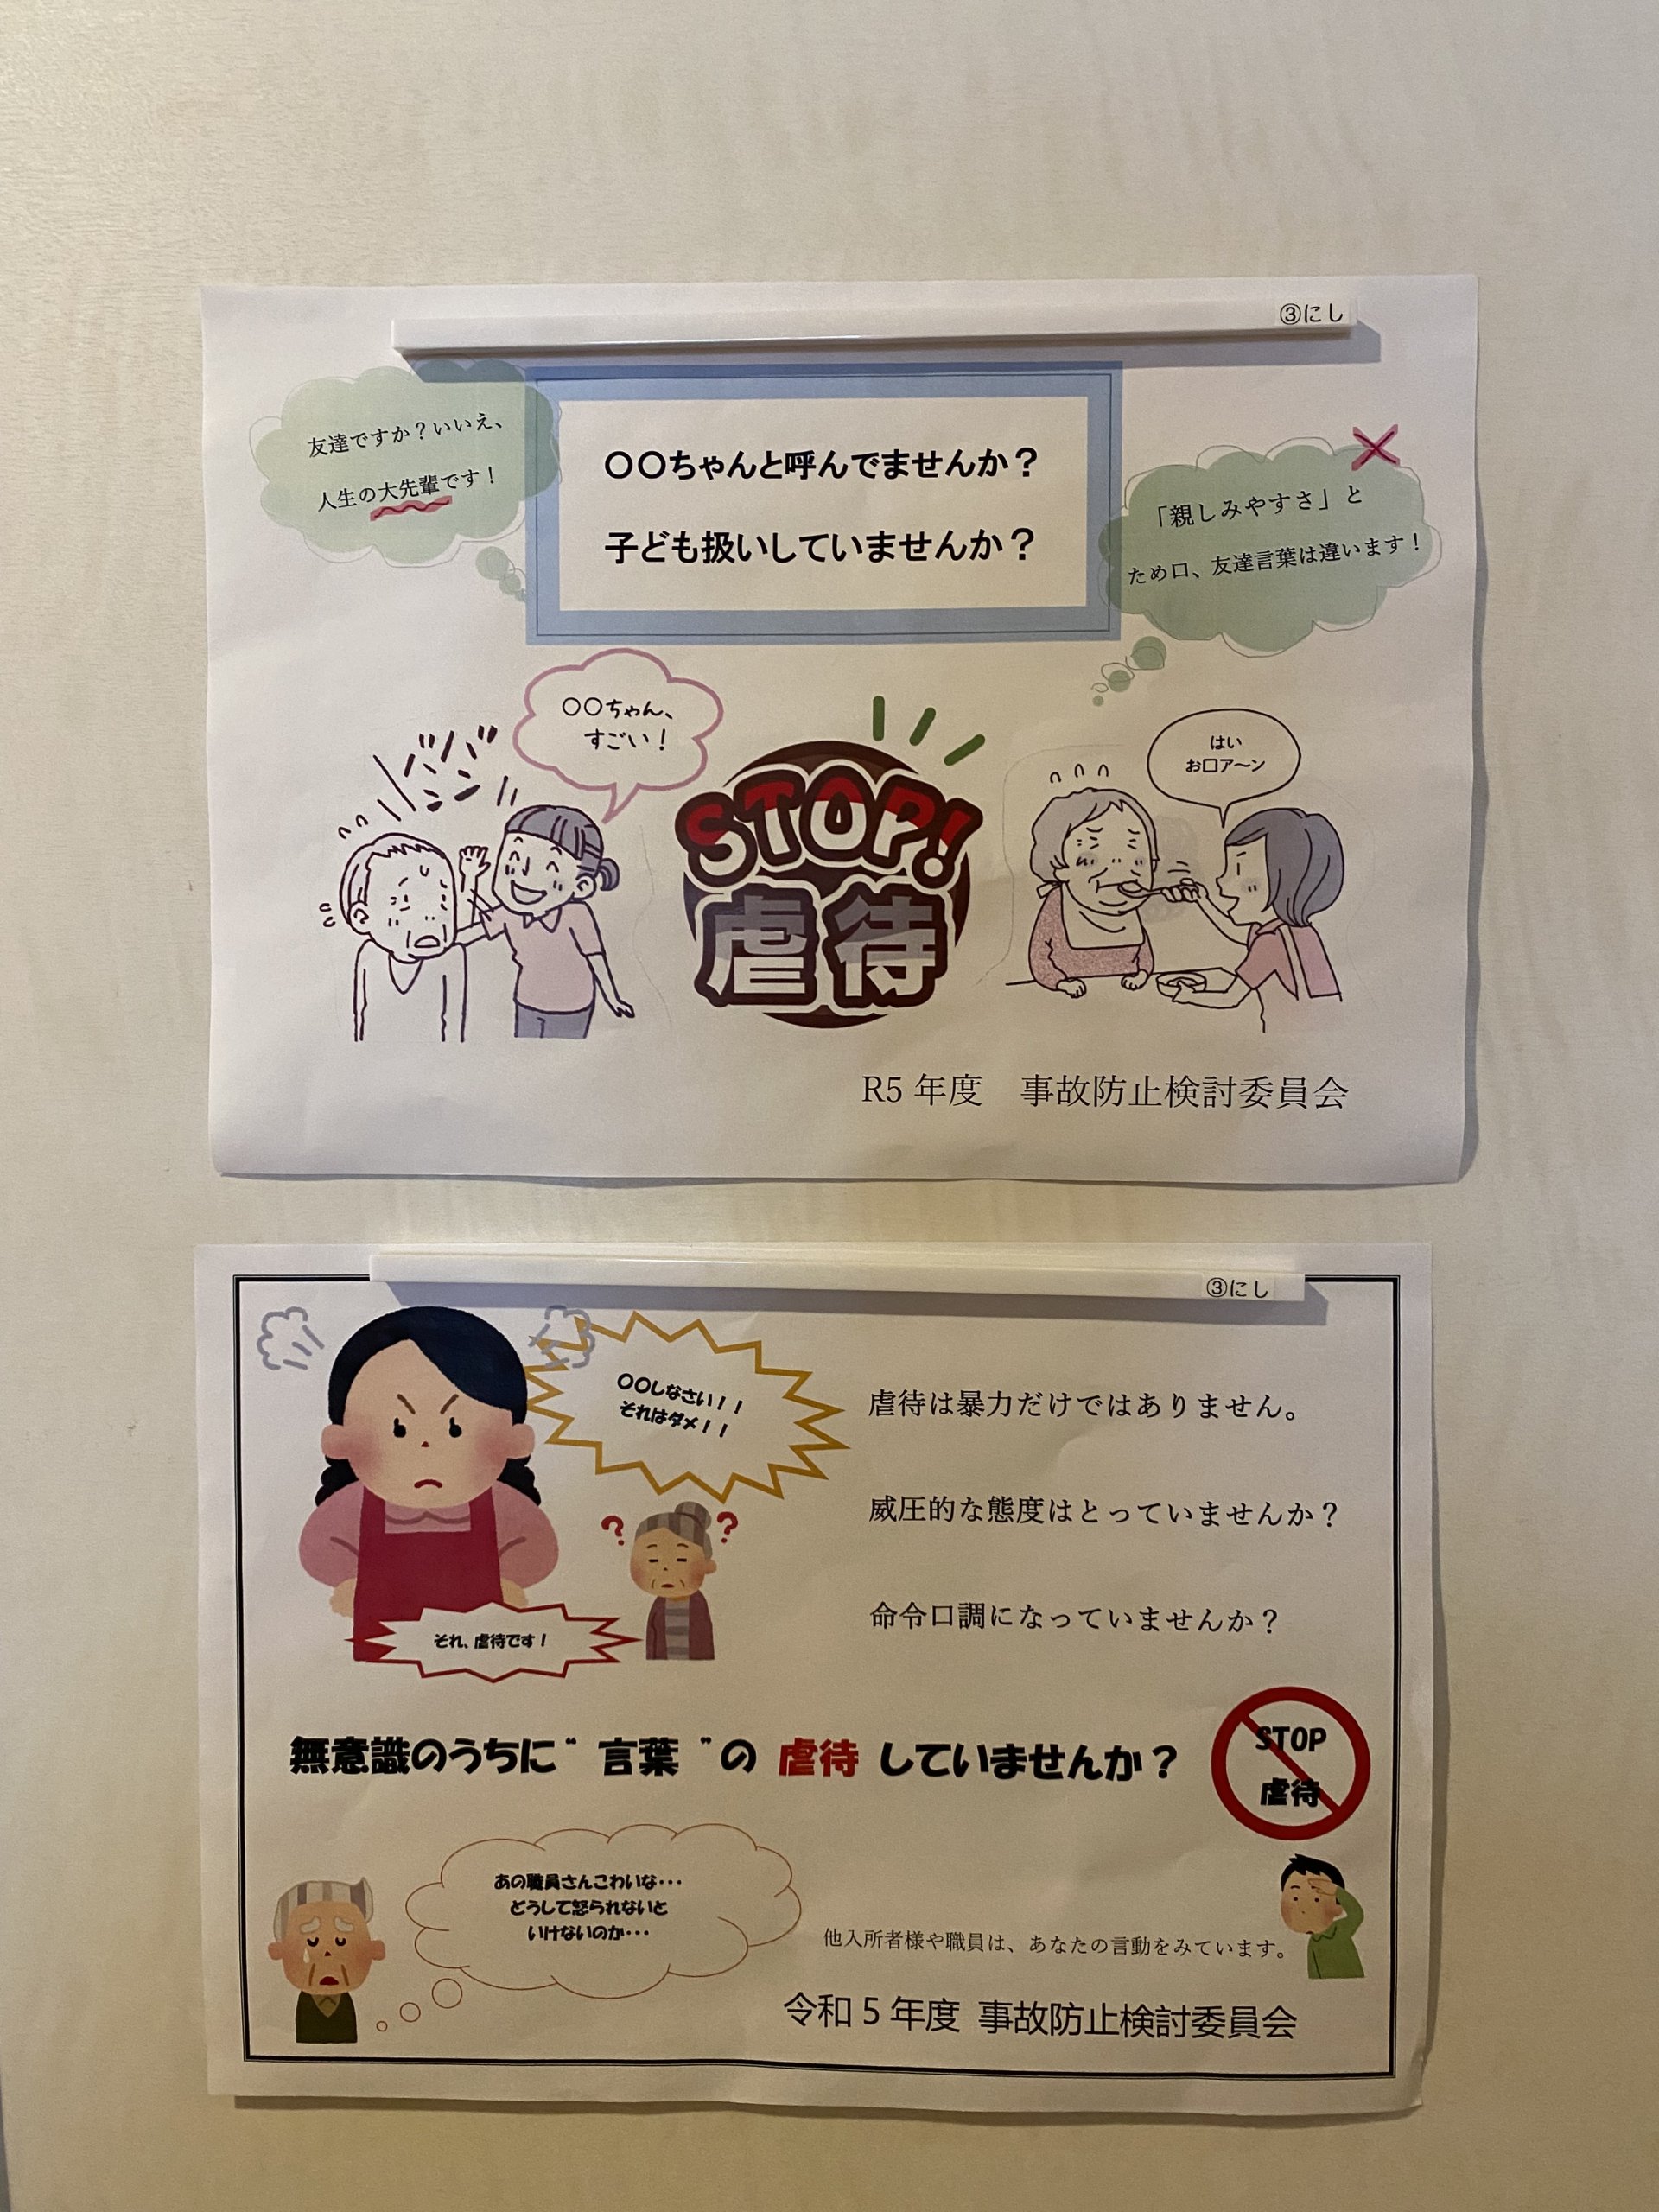 ③にし
友達ですか？いいえ、
人生の大先輩です！
〇〇ちゃんと呼んでませんか？
子ども扱いしていませんか？
「親しみやすさ」と
ため口、友達言葉は違います！
〇〇ちゃん、
すごい！
バン
バン
STOP!
虐待
はい
お口ア～ン
R5 年度　事故防止検討委員会
③にし
〇〇しなさい！！
それはダメ！！
虐待は暴力だけではありません。
威圧的な態度はとっていませんか？
命令口調になっていませんか？
それ、虐待です！
無意識のうちに“言葉”の 虐待 していませんか？
STOP
虐待
あの職員さんこわいな・・・
どうして怒られないと
いけないのか・・・
他入所者様や職員は、あなたの言動をみています。
令和 5 年度 事故防止検討委員会